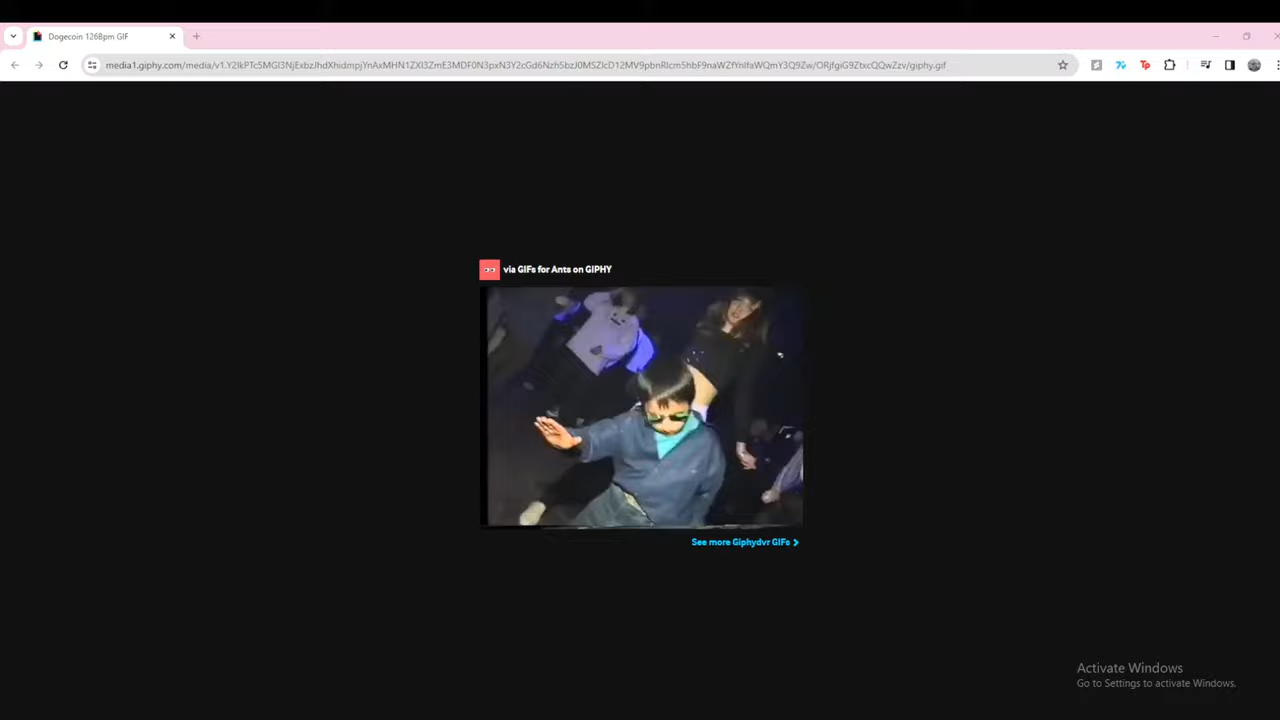 Dogecoin 126Bpm GIF
via GIFs for Ants on GIPHY
See more Giphydvr GIFs
Activate Windows
Go to Settings to activate Windows.